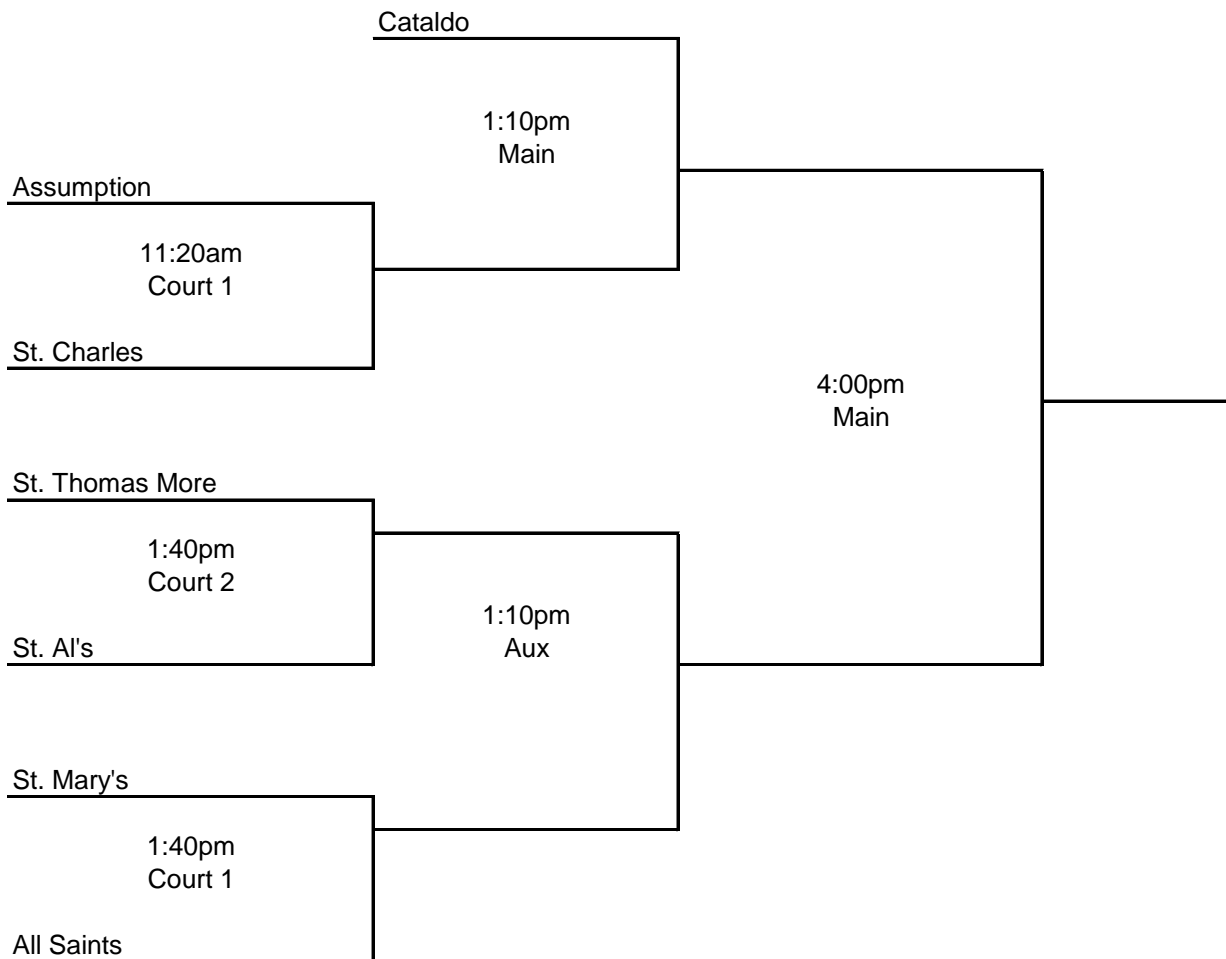 Cataldo
1:10pm
Main
Assumption
11:20am
Court 1
St. Charles
4:00pm
Main
St. Thomas More
1:40pm
Court 2
1:10pm
Aux
St. Al's
St. Mary's
1:40pm
Court 1
All Saints